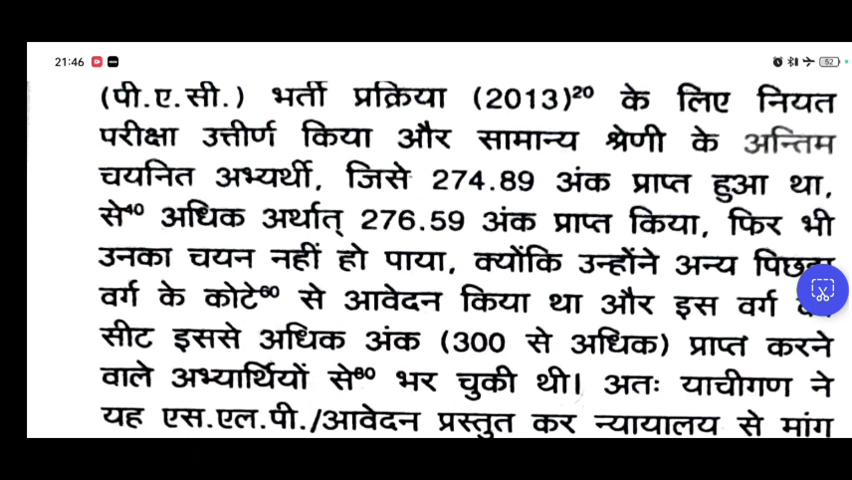 21:46
52
(पी.ए.सी.) भर्ती प्रक्रिया (2013)²⁰ के लिए नियत
परीक्षा उत्तीर्ण किया और सामान्य श्रेणी के अन्तिम
चयनित अभ्यर्थी, जिसे 274.89 अंक प्राप्त हुआ था,
से⁴⁰ अधिक अर्थात् 276.59 अंक प्राप्त किया, फिर भी
उनका चयन नहीं हो पाया, क्योंकि उन्होंने अन्य पिछड़ा
वर्ग के कोटे⁶⁰ से आवेदन किया था और इस वर्ग
सीट इससे अधिक अंक (300 से अधिक) प्राप्त करने
वाले अभ्यार्थियों से⁸⁰ भर चुकी थी। अतः याचीगण ने
यह एस.एल.पी./आवेदन प्रस्तुत कर न्यायालय से मांग